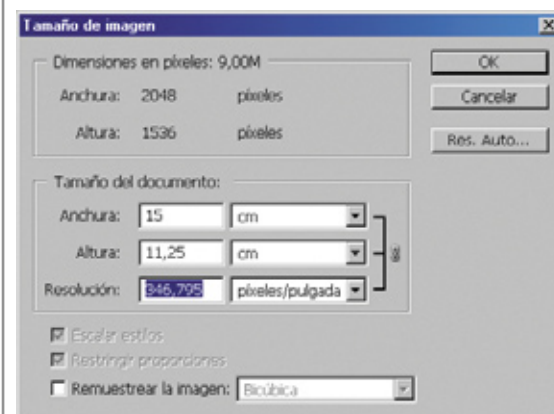 Tamaño de imagen
Dimensiones en píxeles: 9,00M
Anchura: 2048 píxeles
Altura: 1536 píxeles
OK
Cancelar
Res. Auto...
Tamaño del documento:
Anchura: 15 cm
Altura: 11,25 cm
Resolución: 346,795 píxeles/pulgada
Escalar estilos
Restringir proporciones
Remuestrear la imagen: Bicúbica